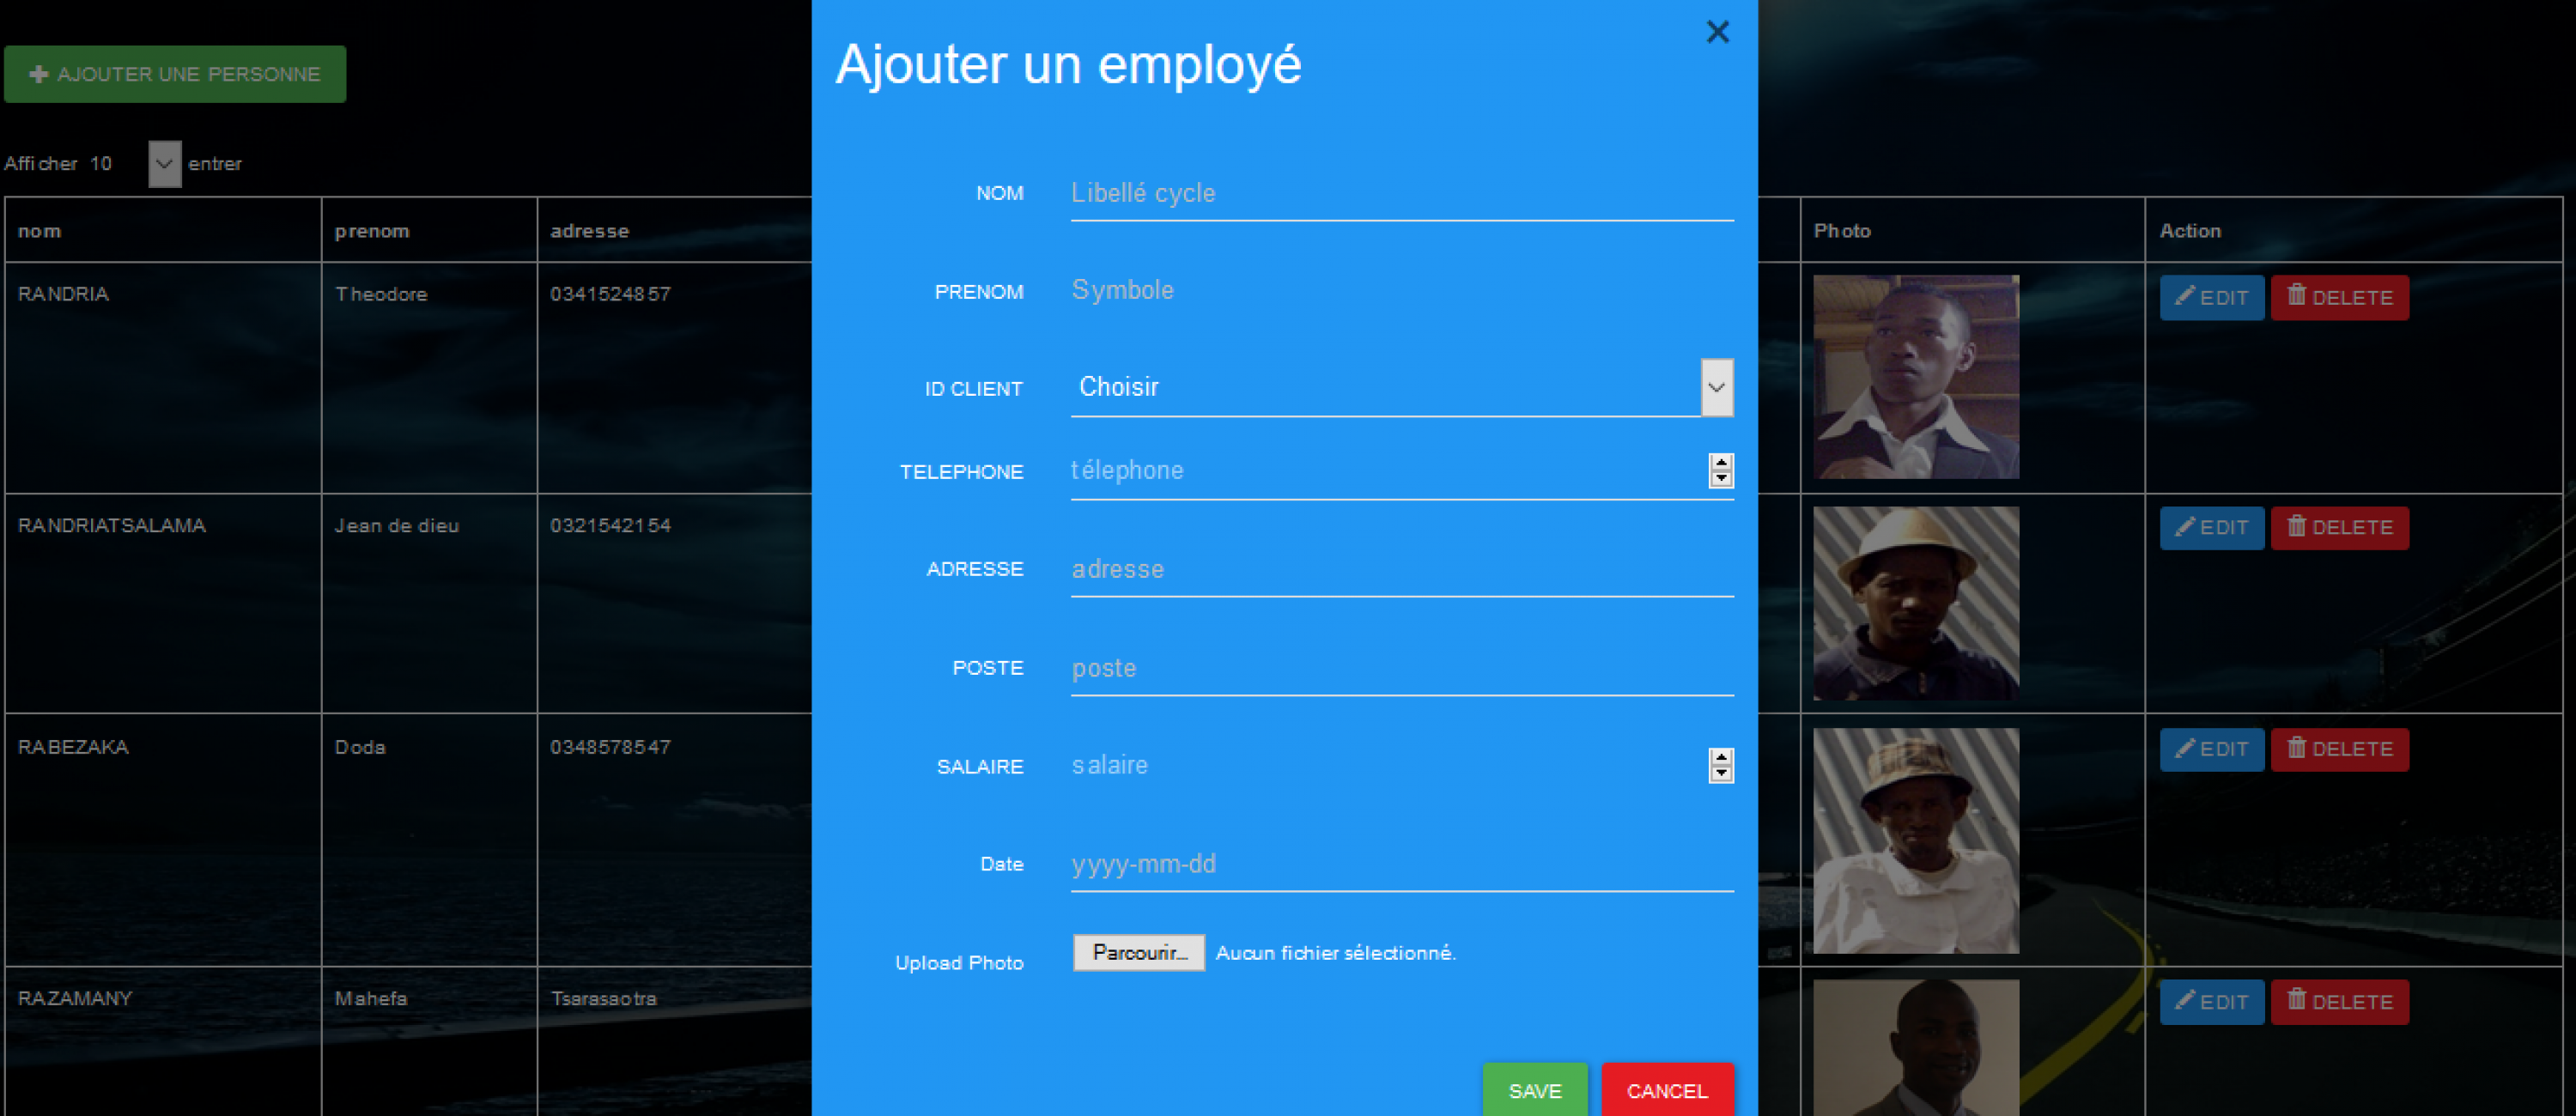 AJOUTER UNE PERSONNE
Afficher 10 entrer
nom prenom adresse Photo Action
RANDRIA Theodore 0341524857 EDIT DELETE
RANDRIATSALAMA Jean de dieu 0321542154 EDIT DELETE
RABEZAKA Doda 0348578547 EDIT DELETE
RAZAMANY Mahefa Tsarasaotra EDIT DELETE
Ajouter un employé
NOM Libellé cycle
PRENOM Symbole
ID CLIENT Choisir
TELEPHONE télephone
ADRESSE adresse
POSTE poste
SALAIRE salaire
Date yyyy-mm-dd
Upload Photo Parcourir... Aucun fichier sélectionné.
SAVE CANCEL